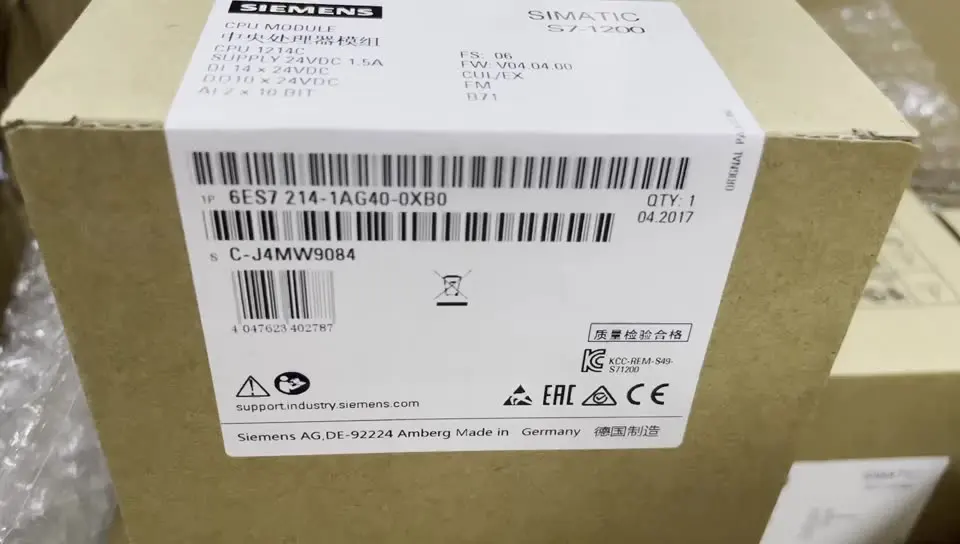 SIEMENS
SIMATIC
S7-1200
CPU MODULE
中央处理器模组
CPU 1214C
SUPPLY 24VDC 1.5A
DI 14 x 24VDC
DO10 x 24VDC
AI 2 x 10 BIT
FS: 06
FW: V04.04.00
CUL/EX
FM
B71
ORIGINAL
1P 6ES7 214-1AG40-0XB0
QTY: 1
04.2017
S C-J4MW9084
4 047623 402787
质量检验合格
KCC-REM-S49-
S71200
EAC CE
support.industry.siemens.com
Siemens AG,DE-92224 Amberg Made in Germany 德国制造